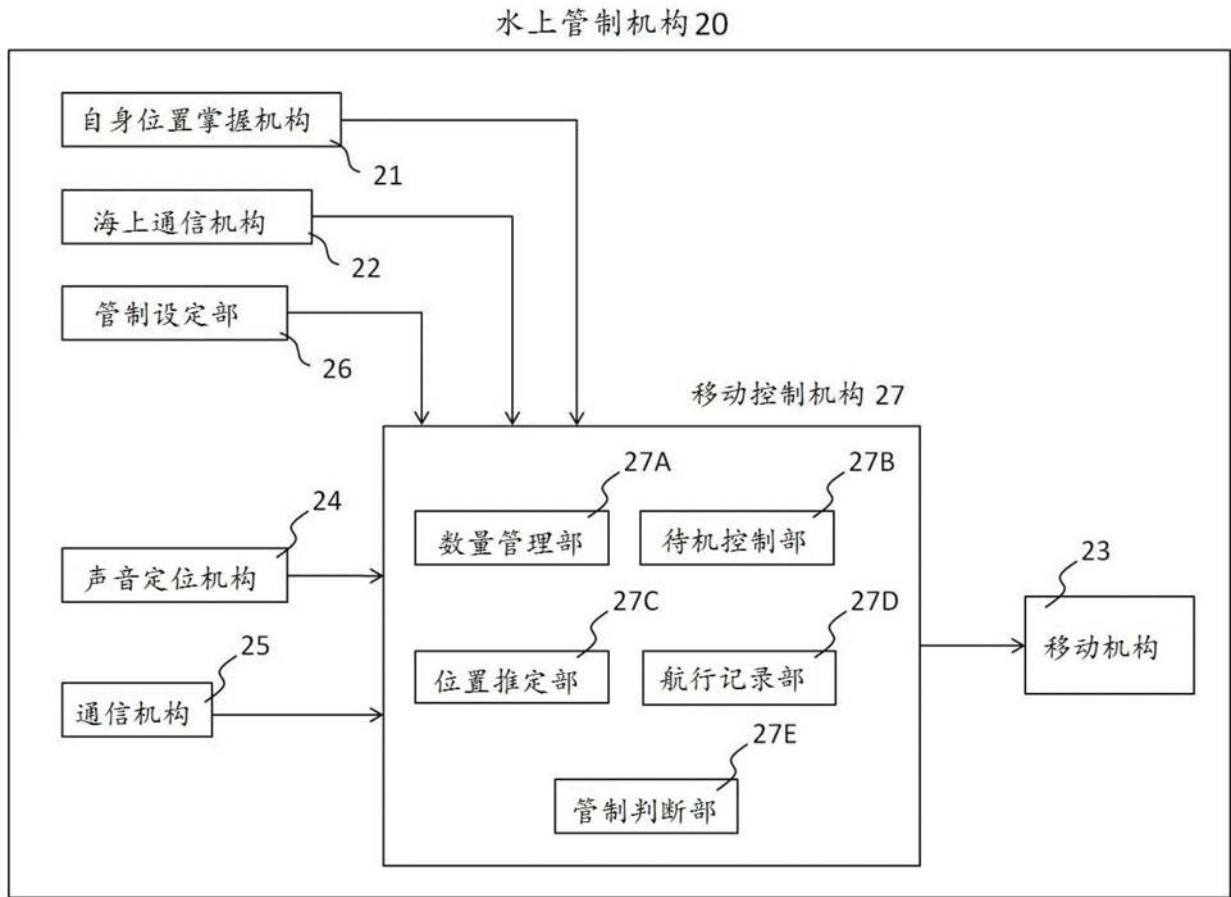 水上管制机构20
自身位置掌握机构
21
海上通信机构
22
管制设定部
26
移动控制机构 27
27A
27B
数量管理部
待机控制部
24
声音定位机构
23
移动机构
27C
27D
位置推定部
航行记录部
25
通信机构
27E
管制判断部